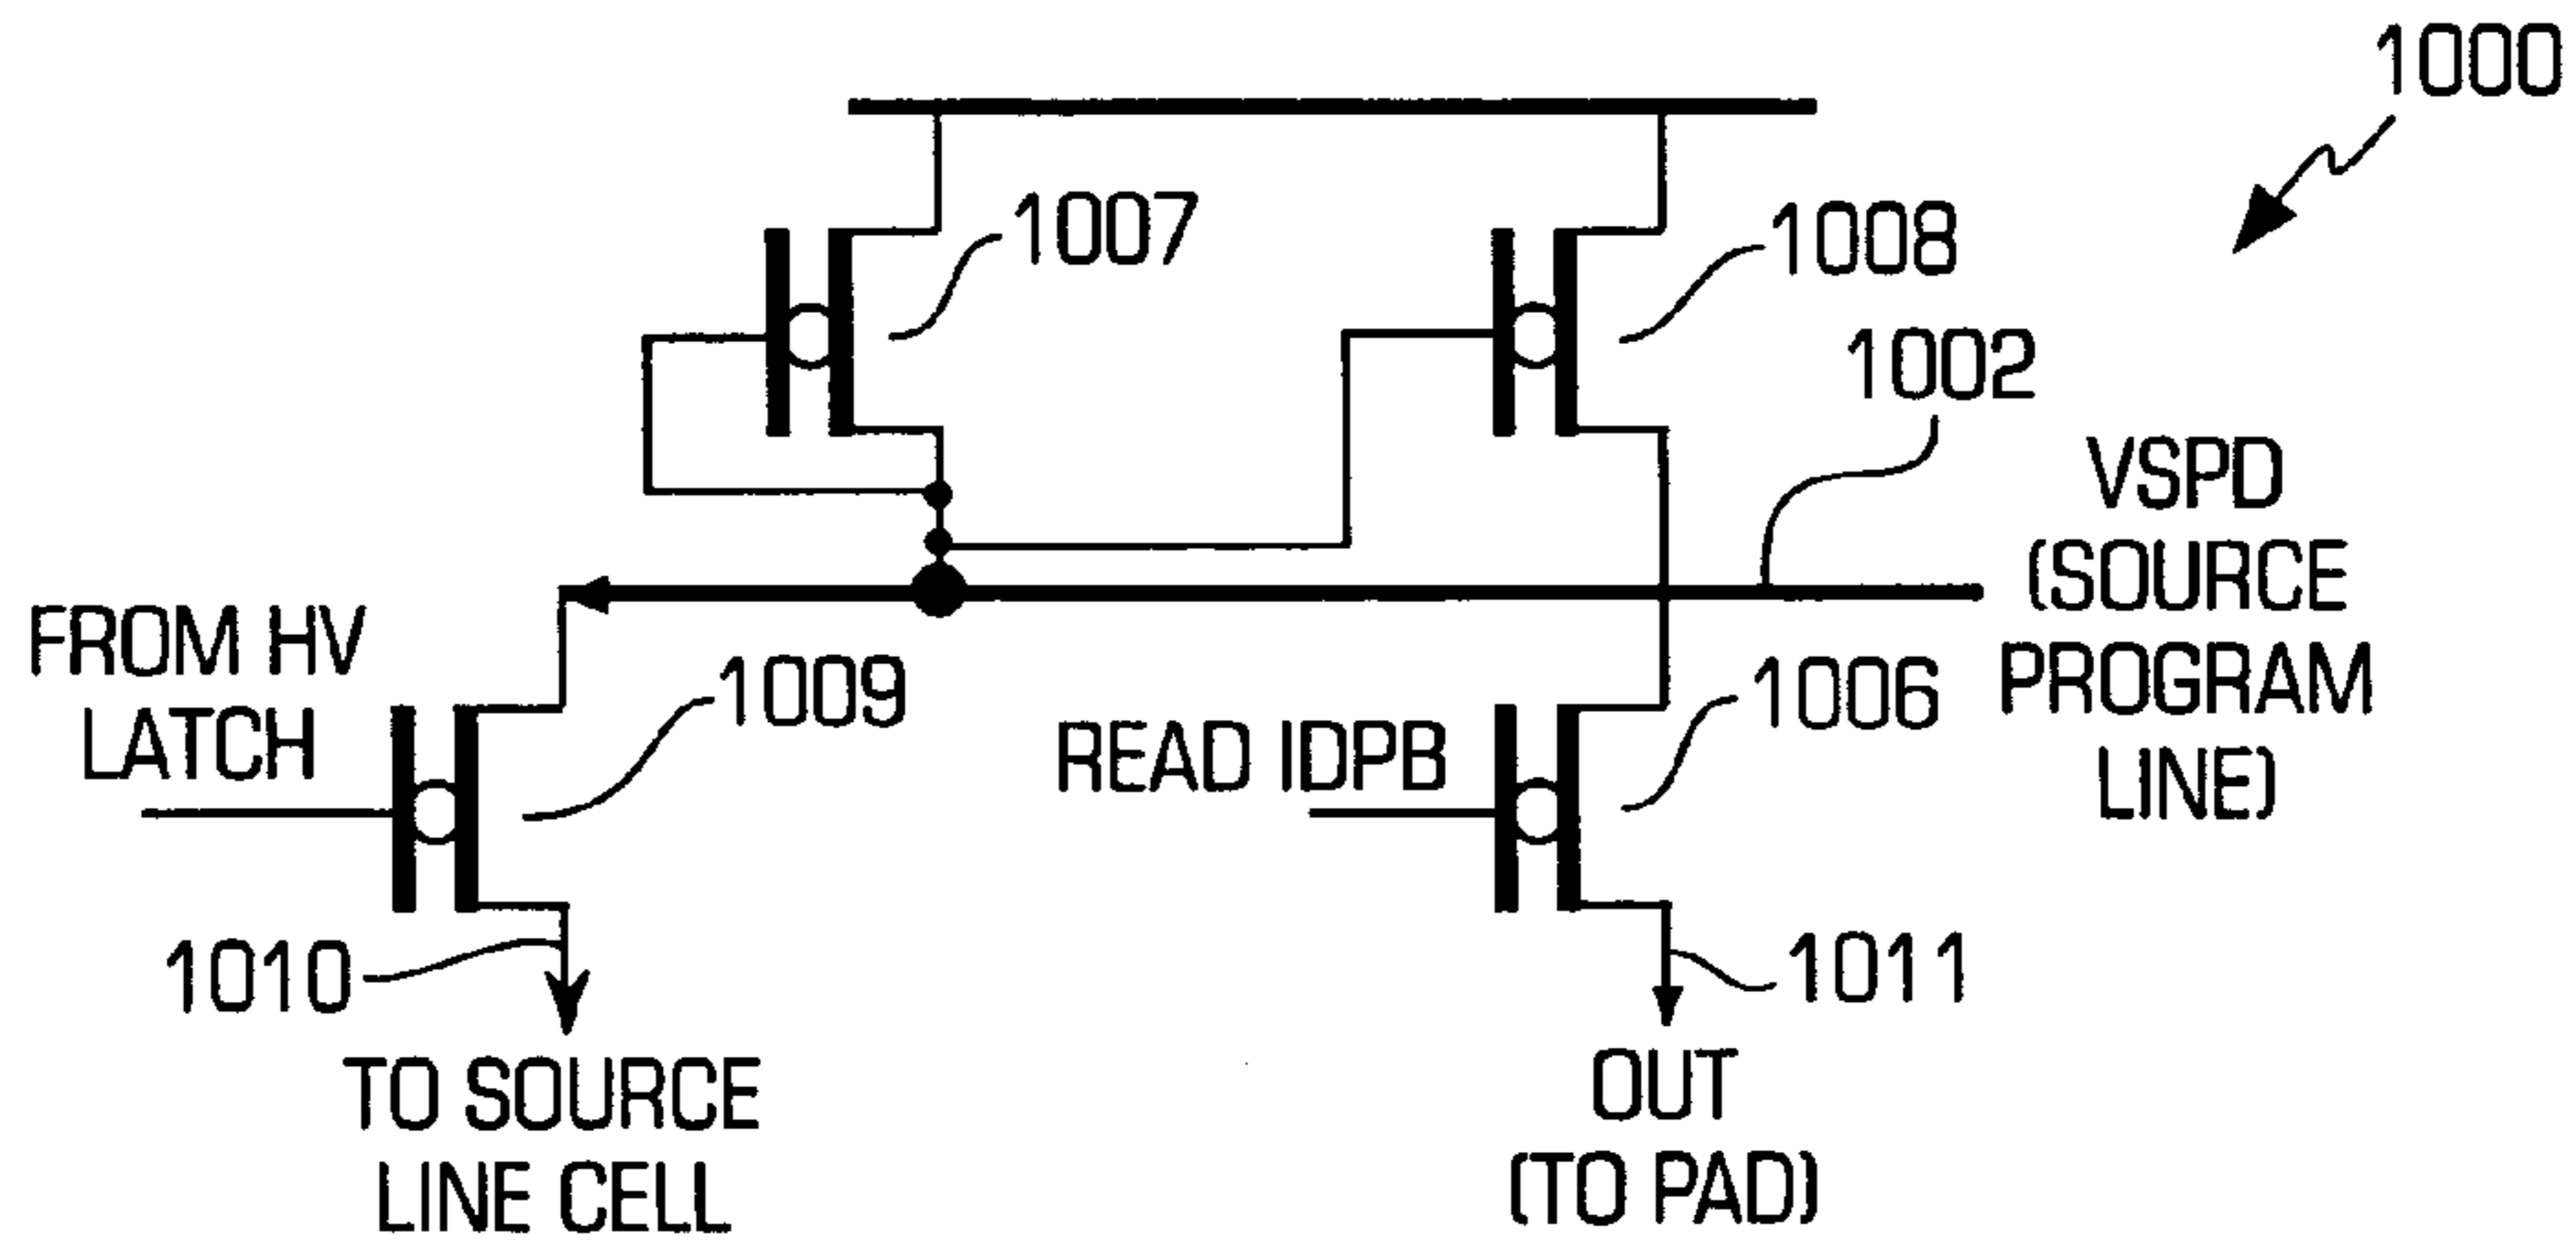 1000
1007
1008
1002
VSPD
(SOURCE
PROGRAM
LINE)
FROM HV
LATCH
1009
READ IDPB
1006
1010
1011
TO SOURCE
LINE CELL
OUT
(TO PAD)